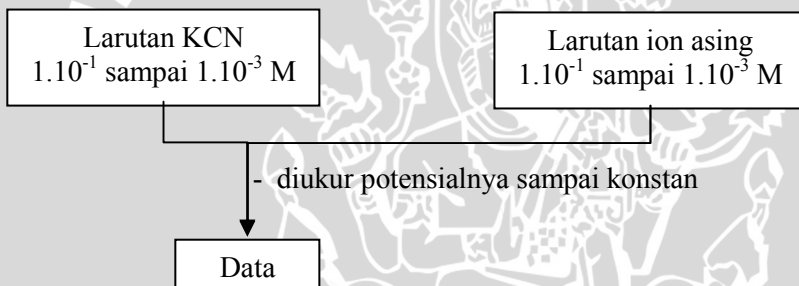 Larutan KCN
1.10⁻¹ sampai 1.10⁻³ M
Larutan ion asing
1.10⁻¹ sampai 1.10⁻³ M
- diukur potensialnya sampai konstan
Data